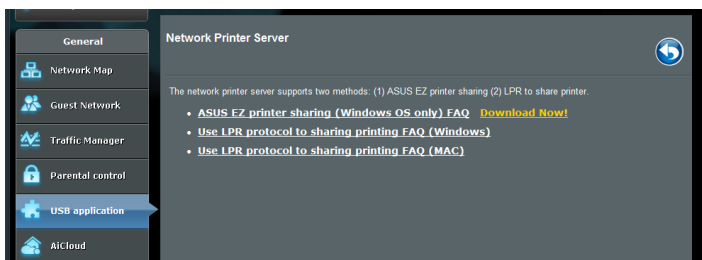 General
Network Map
Guest Network
Traffic Manager
Parental control
USB application
AiCloud
Network Printer Server
The network printer server supports two methods: (1) ASUS EZ printer sharing (2) LPR to share printer.
ASUS EZ printer sharing (Windows OS only) FAQ Download Now!
Use LPR protocol to sharing printing FAQ (Windows)
Use LPR protocol to sharing printing FAQ (MAC)